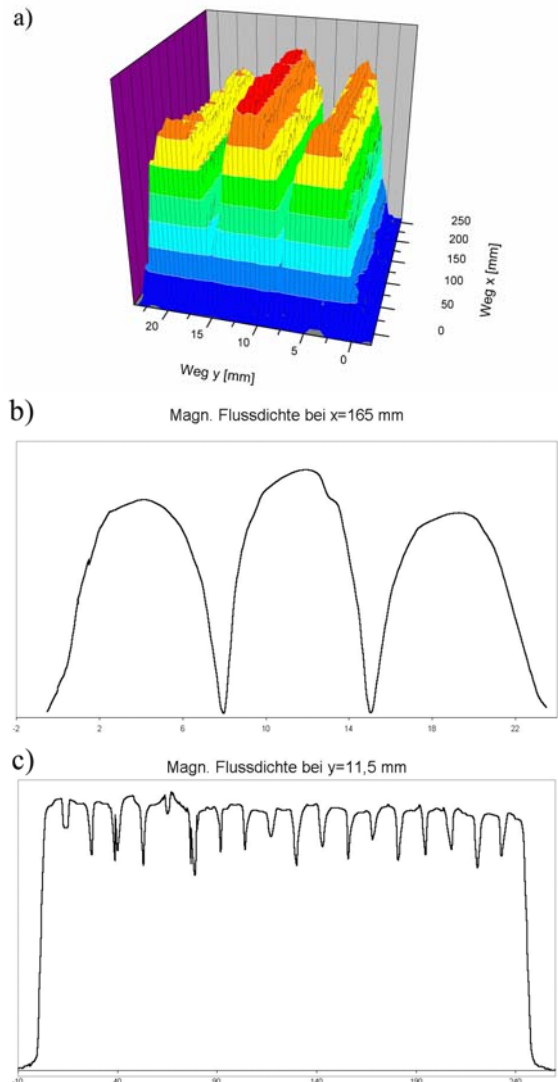 a)
250
200
150
100
50
0
Weg x [mm]
20
15
10
5
0
Weg y [mm]
b)
Magn. Flussdichte bei x=165 mm
-2 2 6 10 14 18 22
c)
Magn. Flussdichte bei y=11,5 mm
-10 40 90 140 190 240